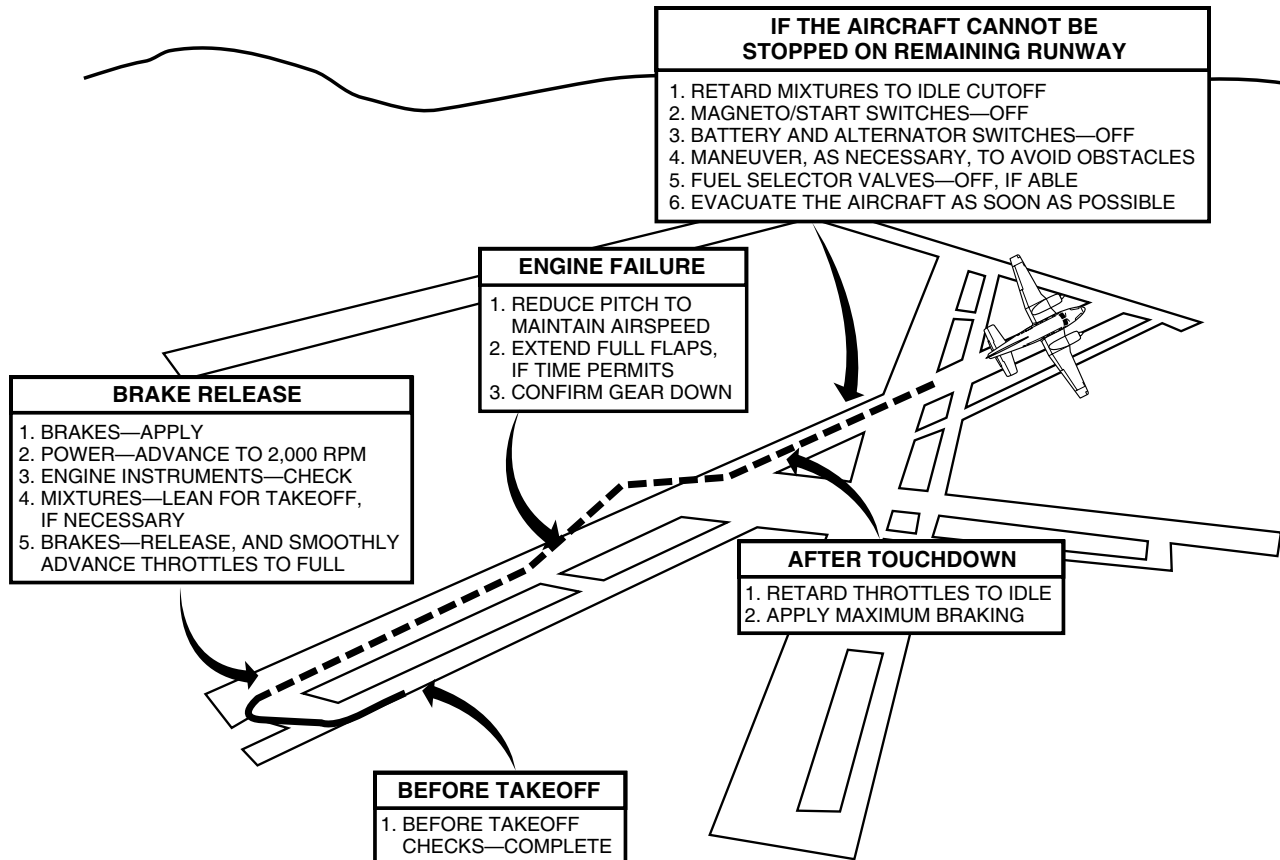 IF THE AIRCRAFT CANNOT BE
STOPPED ON REMAINING RUNWAY
1. RETARD MIXTURES TO IDLE CUTOFF
2. MAGNETO/START SWITCHES—OFF
3. BATTERY AND ALTERNATOR SWITCHES—OFF
4. MANEUVER, AS NECESSARY, TO AVOID OBSTACLES
5. FUEL SELECTOR VALVES—OFF, IF ABLE
6. EVACUATE THE AIRCRAFT AS SOON AS POSSIBLE
ENGINE FAILURE
1. REDUCE PITCH TO
MAINTAIN AIRSPEED
2. EXTEND FULL FLAPS,
IF TIME PERMITS
3. CONFIRM GEAR DOWN
BRAKE RELEASE
1. BRAKES—APPLY
2. POWER—ADVANCE TO 2,000 RPM
3. ENGINE INSTRUMENTS—CHECK
4. MIXTURES—LEAN FOR TAKEOFF,
IF NECESSARY
5. BRAKES—RELEASE, AND SMOOTHLY
ADVANCE THROTTLES TO FULL
AFTER TOUCHDOWN
1. RETARD THROTTLES TO IDLE
2. APPLY MAXIMUM BRAKING
BEFORE TAKEOFF
1. BEFORE TAKEOFF
CHECKS—COMPLETE